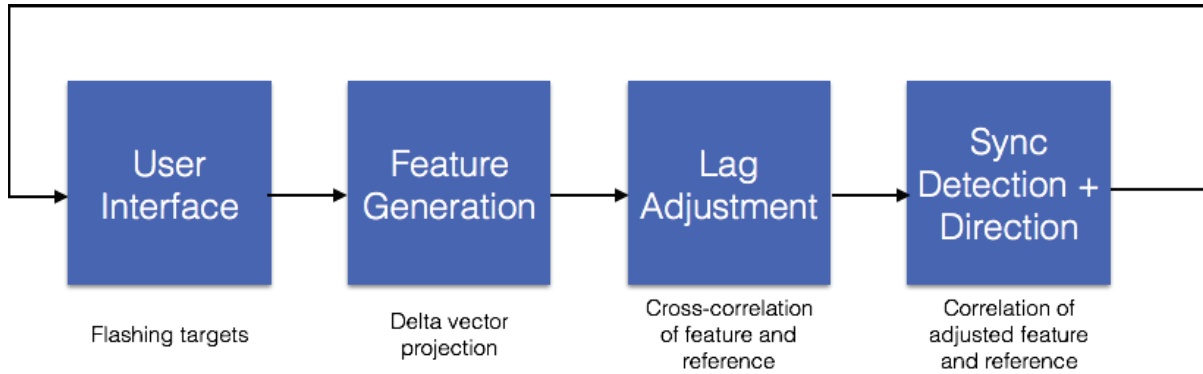 User
Interface
Feature
Generation
Lag
Adjustment
Sync
Detection +
Direction
Flashing targets
Delta vector
projection
Cross-correlation
of feature and
reference
Correlation of
adjusted feature
and reference